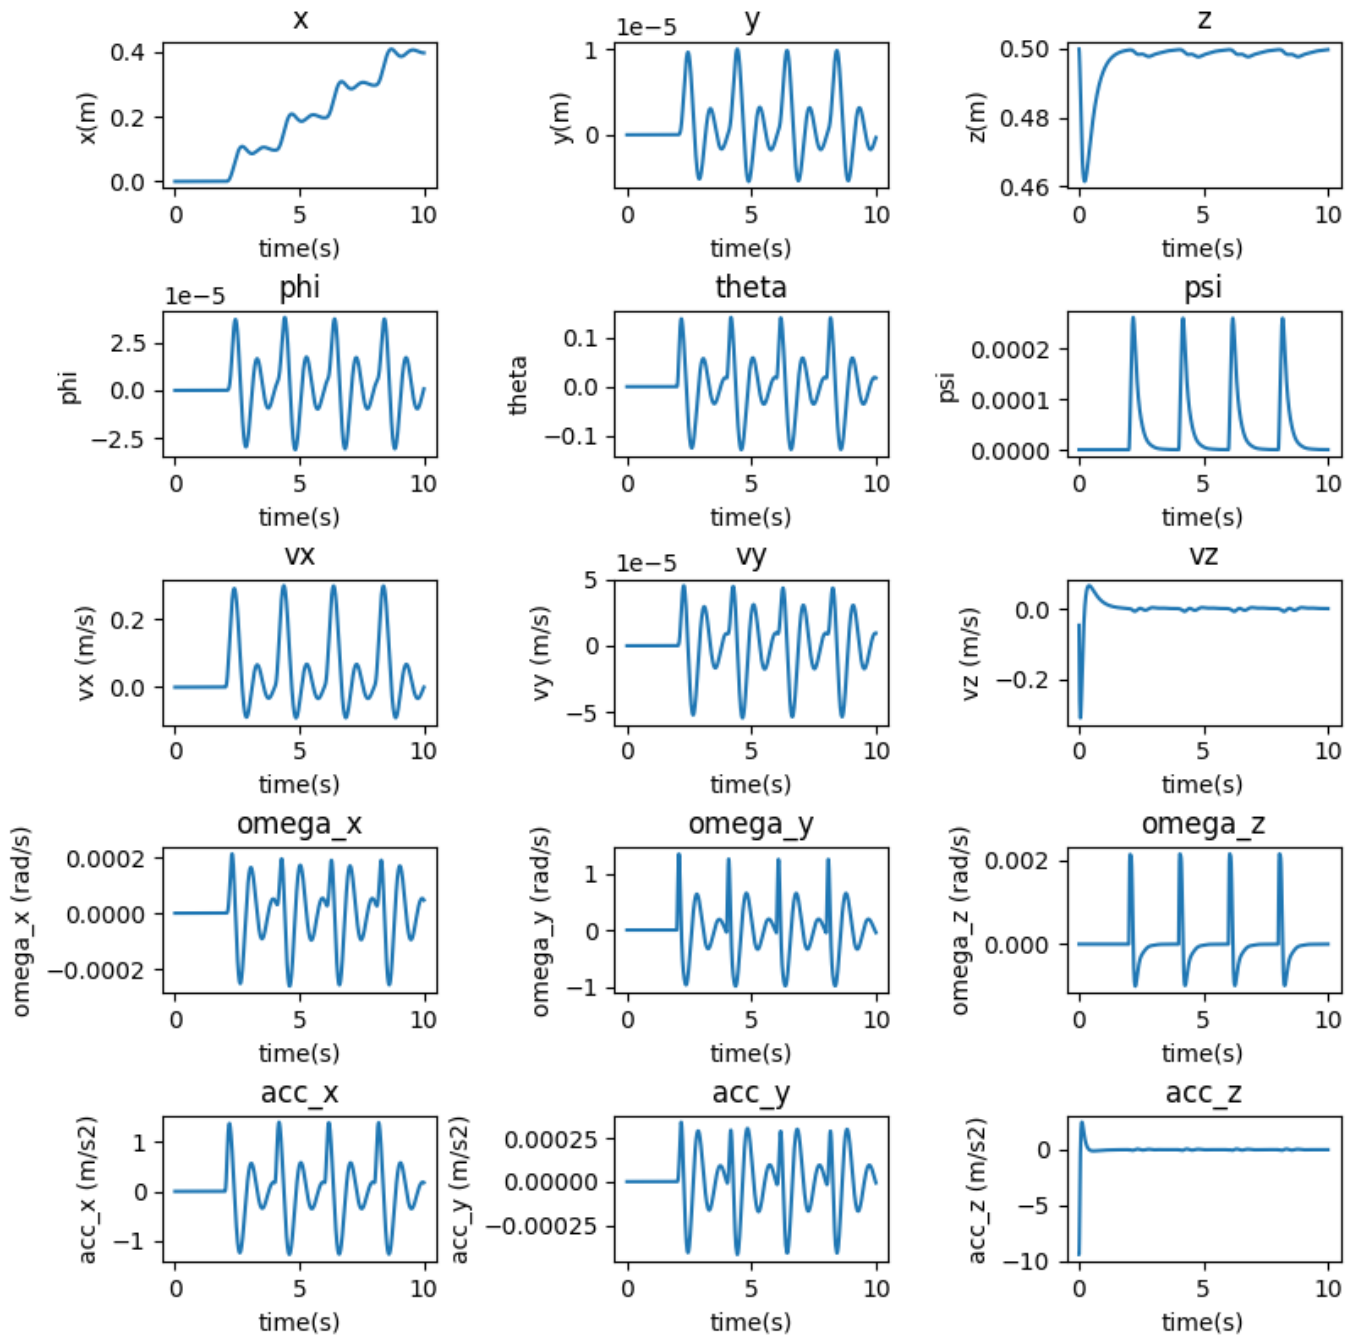 x
x(m)
0.4
0.2
0.0
0 5 10
time(s)
y
1e−5
y(m)
1
0
0 5 10
time(s)
z
z(m)
0.50
0.48
0.46
0 5 10
time(s)
phi
1e−5
phi
2.5
0.0
−2.5
0 5 10
time(s)
theta
theta
0.1
0.0
−0.1
0 5 10
time(s)
psi
psi
0.0002
0.0001
0.0000
0 5 10
time(s)
vx
vx (m/s)
0.2
0.0
0 5 10
time(s)
vy
1e−5
vy (m/s)
5
0
−5
0 5 10
time(s)
vz
vz (m/s)
0.0
−0.2
0 5 10
time(s)
omega_x
omega_x (rad/s)
0.0002
0.0000
−0.0002
0 5 10
time(s)
omega_y
omega_y (rad/s)
1
0
−1
0 5 10
time(s)
omega_z
omega_z (rad/s)
0.002
0.000
0 5 10
time(s)
acc_x
acc_x (m/s2)
1
0
−1
0 5 10
time(s)
acc_y
acc_y (m/s2)
0.00025
0.00000
−0.00025
0 5 10
time(s)
acc_z
acc_z (m/s2)
0
−5
−10
0 5 10
time(s)